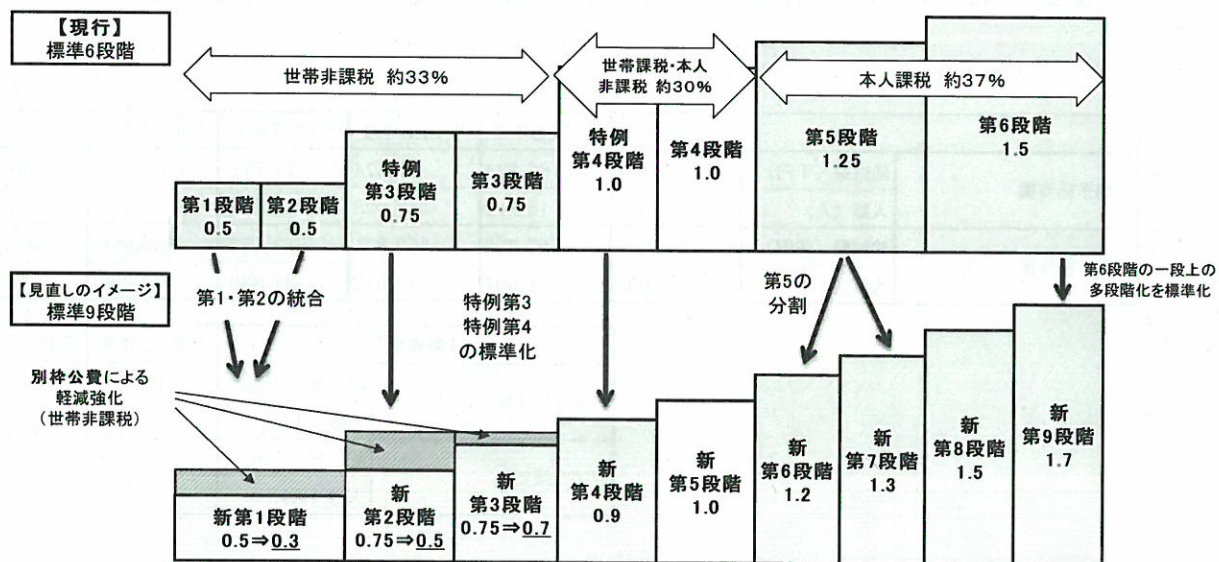 【現行】
標準6段階
世帯非課税 約33%
世帯課税・本人
非課税 約30%
本人課税 約37%
第1段階
0.5
第2段階
0.5
特例
第3段階
0.75
第3段階
0.75
特例
第4段階
1.0
第4段階
1.0
第5段階
1.25
第6段階
1.5
【見直しのイメージ】
標準9段階
第1・第2の統合
特例第3
特例第4
の標準化
第5の
分割
第6段階の一段上の
多段階化を標準化
別枠公費による
軽減強化
(世帯非課税)
新第1段階
0.5⇒0.3
新
第2段階
0.75⇒0.5
新
第3段階
0.75⇒0.7
新
第4段階
0.9
新
第5段階
1.0
新
第6段階
1.2
新
第7段階
1.3
新
第8段階
1.5
新
第9段階
1.7